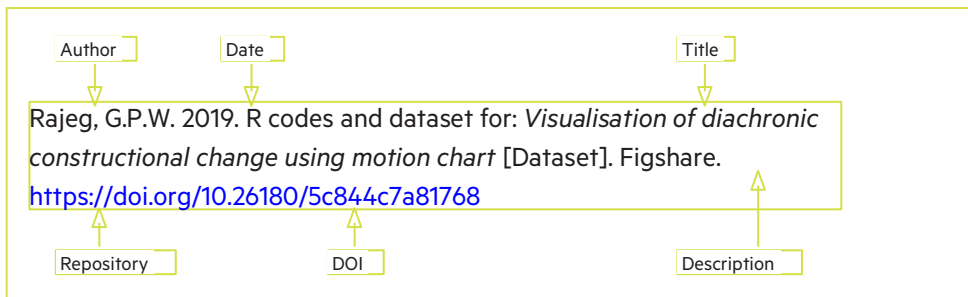 Author Date Title
Rajeg, G.P.W. 2019. R codes and dataset for: Visualisation of diachronic
constructional change using motion chart [Dataset]. Figshare.
https://doi.org/10.26180/5c844c7a81768
Repository DOI Description